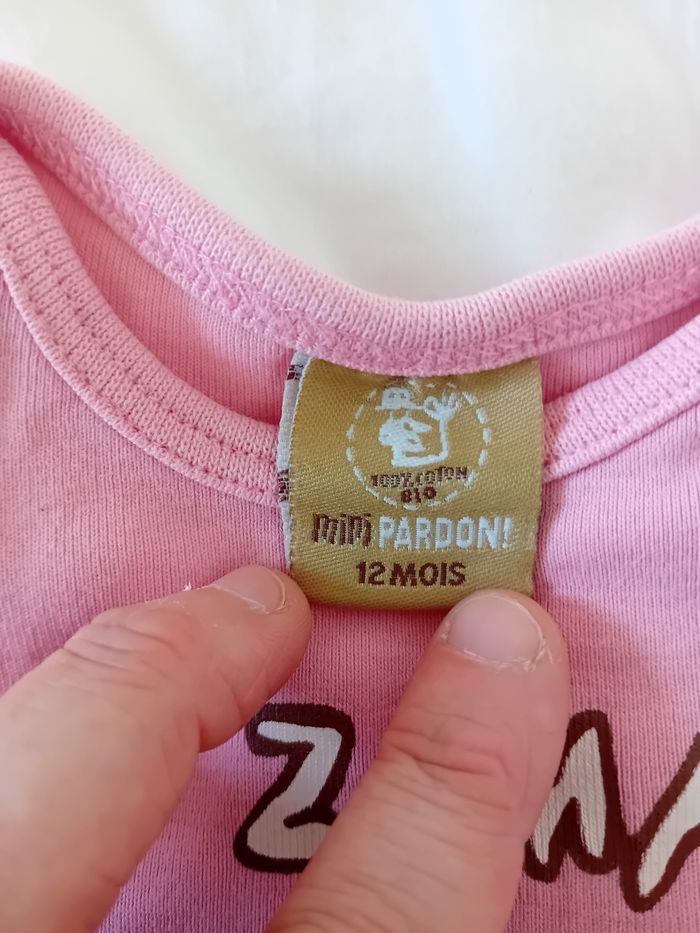 100% COTON
BIO
mini PARDON!
12 MOIS